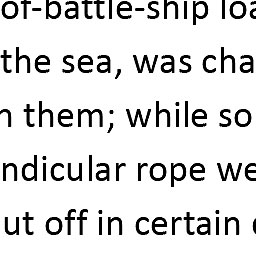 of-battle-ship loa
the sea, was cha
n them; while so
ndicular rope we
ut off in certain